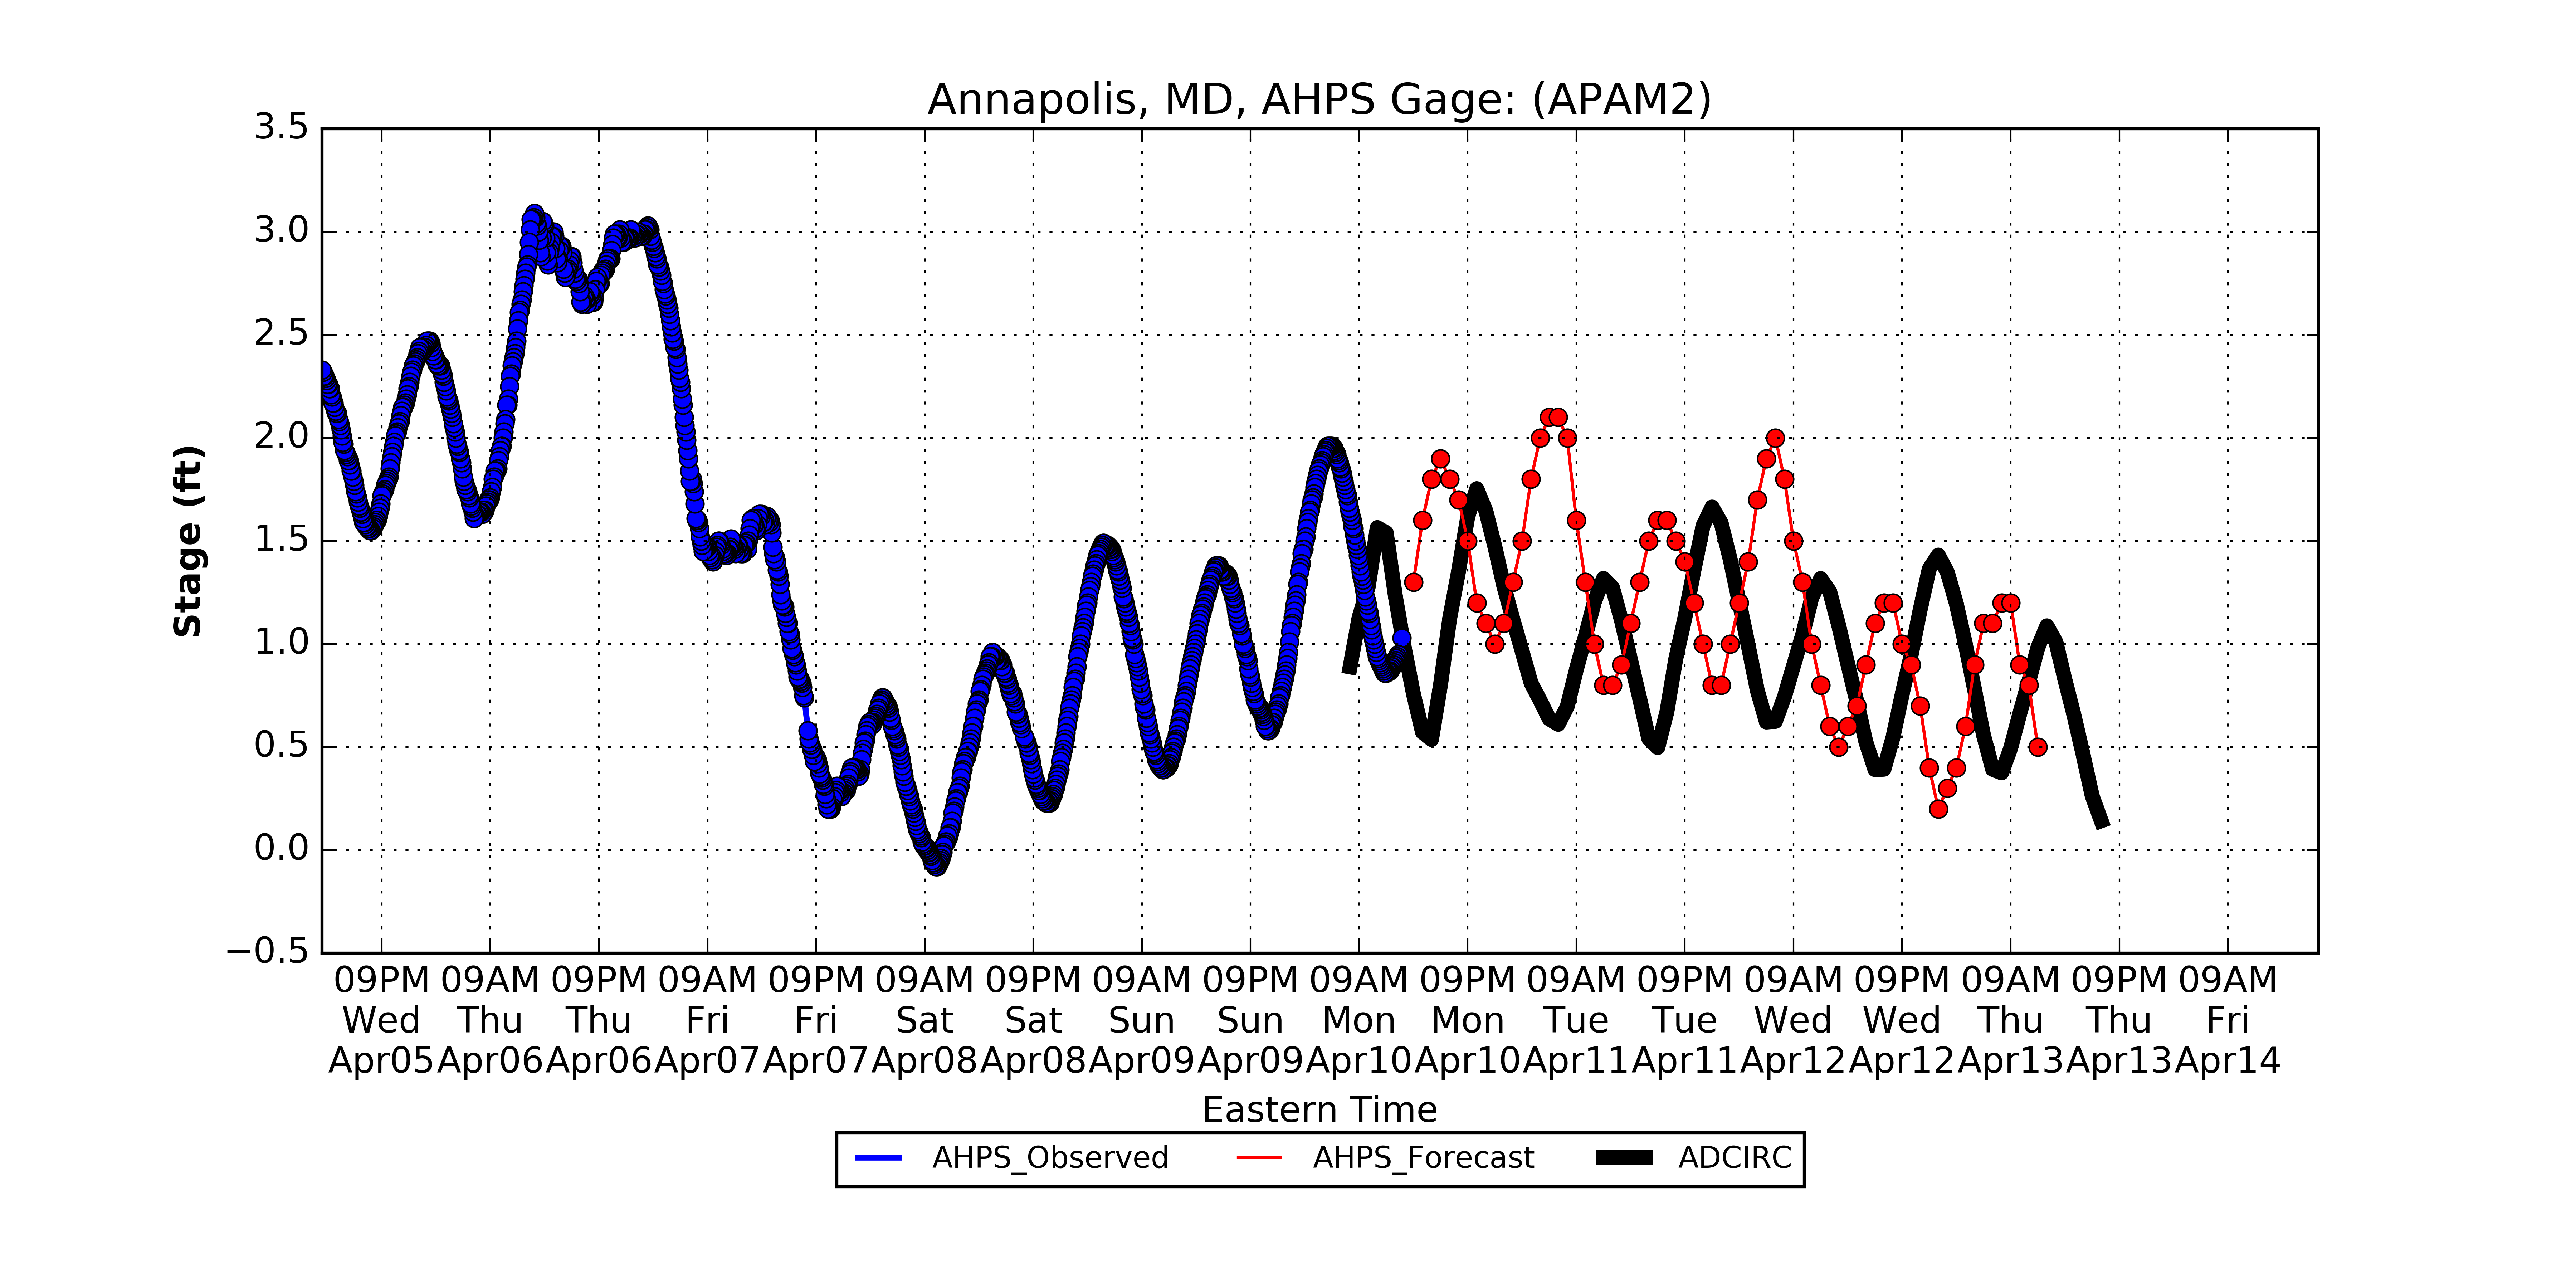 Annapolis, MD, AHPS Gage: (APAM2)
3.5
3.0
2.5
2.0
1.5
1.0
0.5
0.0
−0.5
Stage (ft)
09PM 09AM 09PM 09AM 09PM 09AM 09PM 09AM 09PM 09AM 09PM 09AM 09PM 09AM 09PM 09AM 09PM 09AM
Wed Thu Thu Fri Fri Sat Sat Sun Sun Mon Mon Tue Tue Wed Wed Thu Thu Fri
Apr05 Apr06 Apr06 Apr07 Apr07 Apr08 Apr08 Apr09 Apr09 Apr10 Apr10 Apr11 Apr11 Apr12 Apr12 Apr13 Apr13 Apr14
Eastern Time
AHPS_Observed AHPS_Forecast ADCIRC